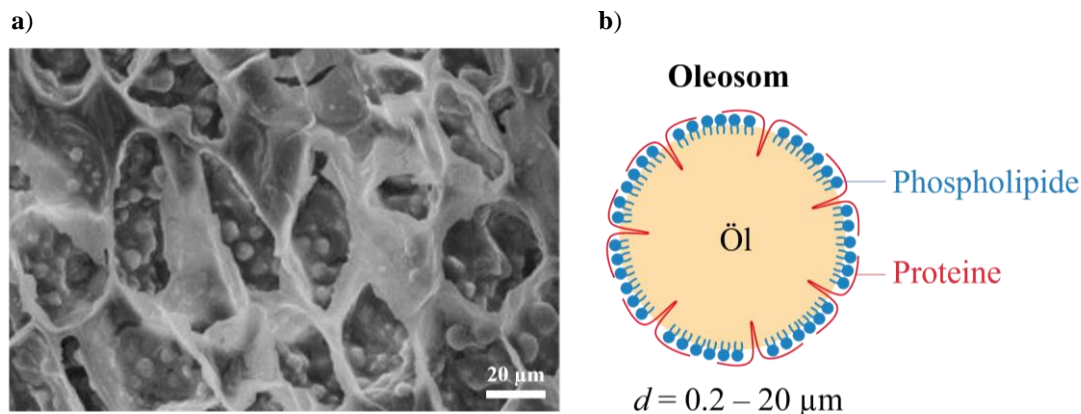 a)
b)
Oleosom
Phospholipide
Öl
Proteine
20 µm
d = 0.2 – 20 µm